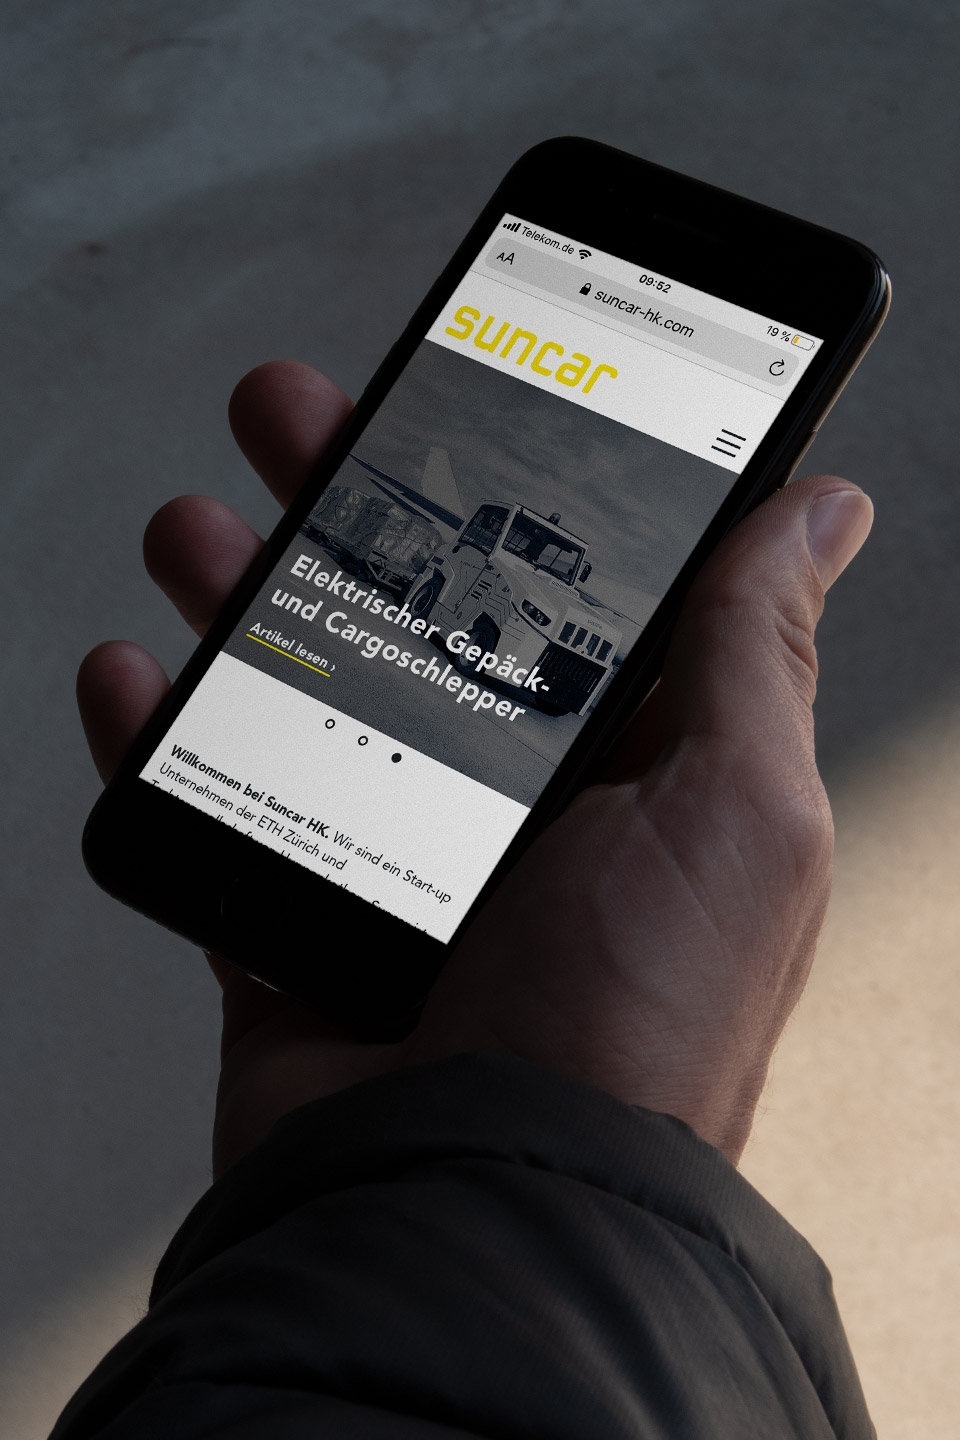 Telekom.de
09:52
19 %
AA
suncar-hk.com
suncar
Elektrischer Gepäck-
und Cargoschlepper
Artikel lesen ›
Willkommen bei Suncar HK. Wir sind ein Start-up
Unternehmen der ETH Zürich und